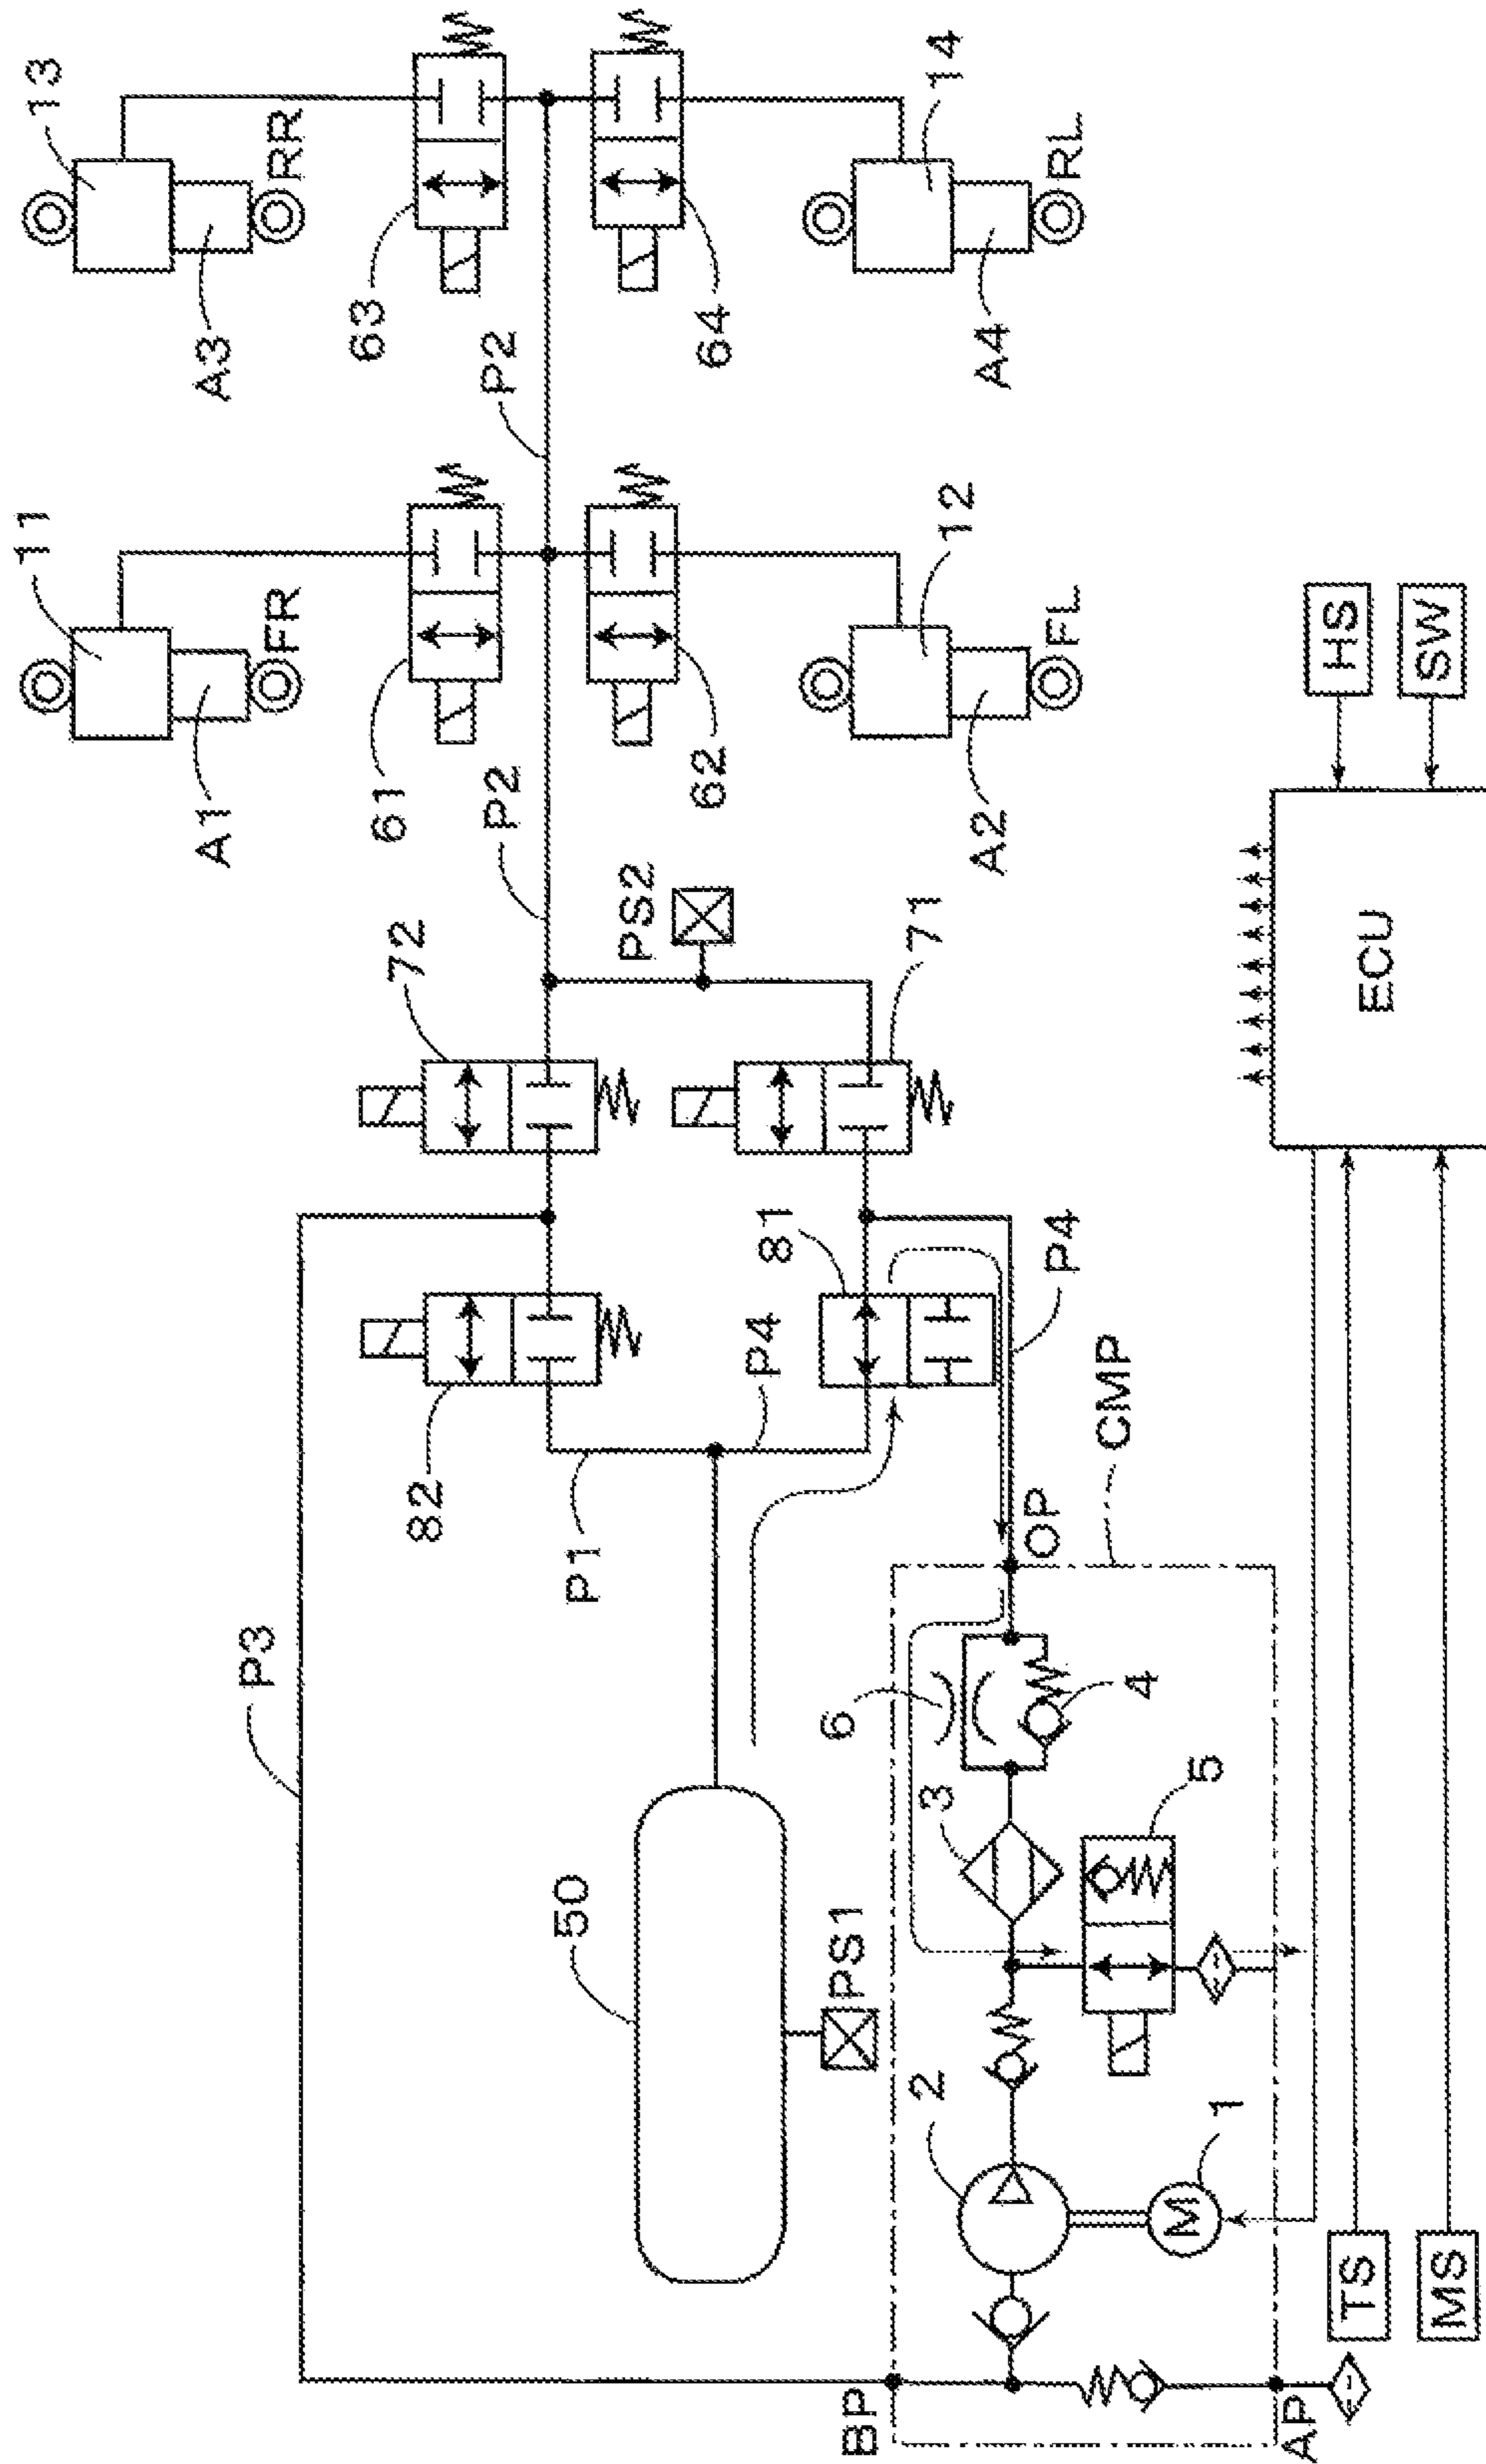 11
13
A1
FR
A3
RR
61
63
P2
P2
62
64
12
14
A2
FL
A4
RL
72
PS2
71
82
81
P3
P1
P4
P4
50
PS1
CMP
OP
6
4
3
5
2
1
M
BP
AP
HS
SW
ECU
TS
MS